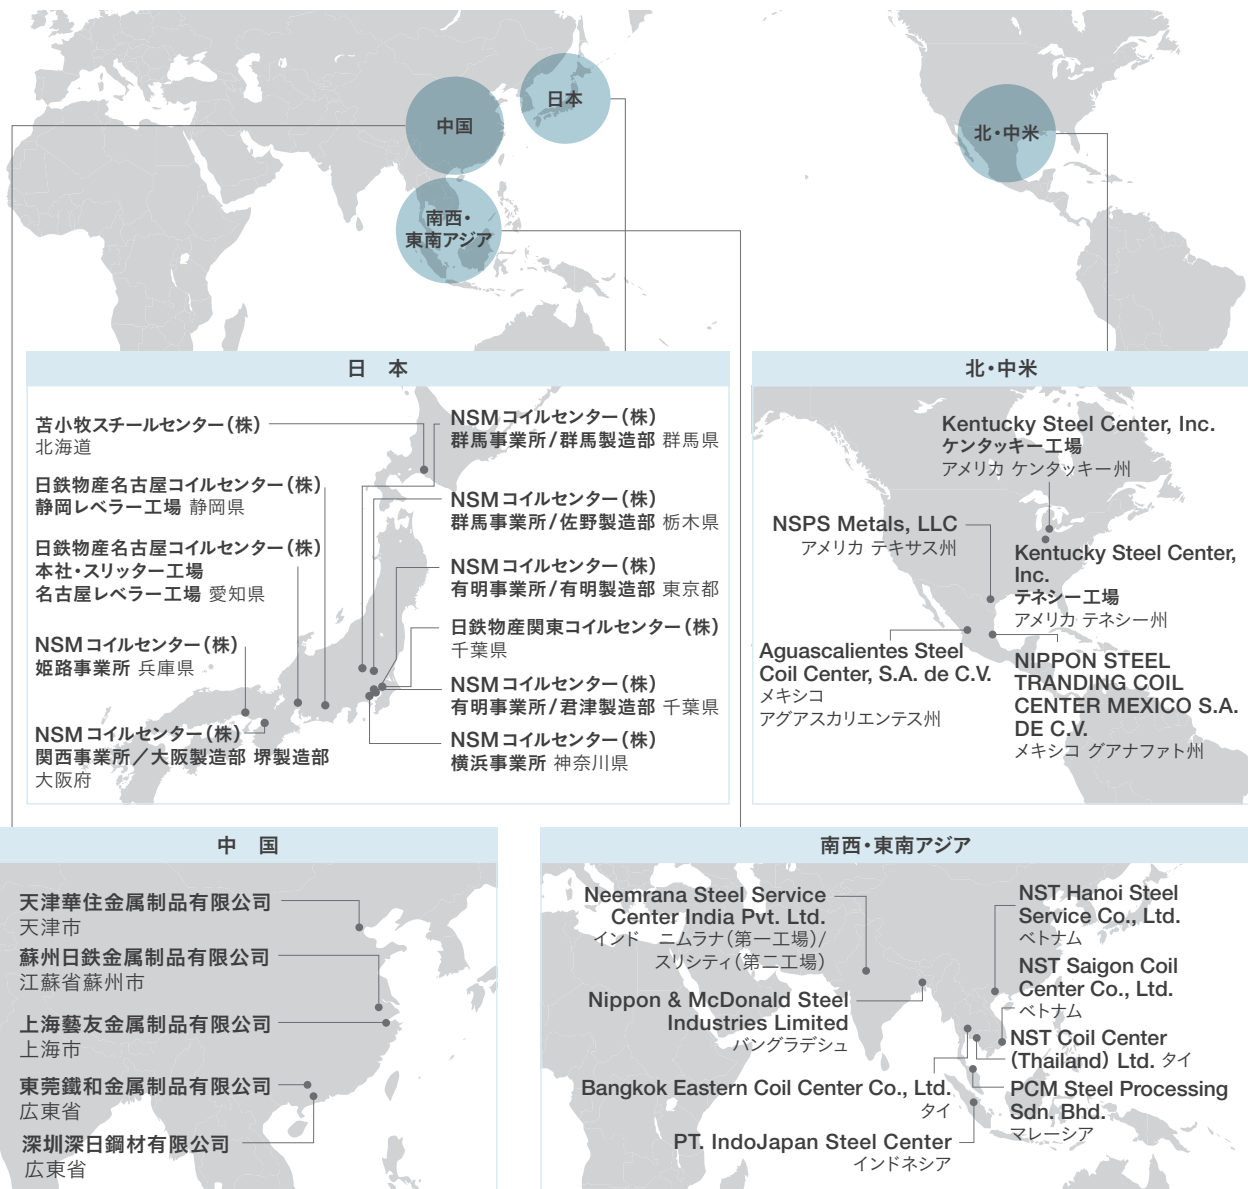 日本
中国
北・中米
南西・
東南アジア
日　本
苫小牧スチールセンター（株）
北海道
日鉄物産名古屋コイルセンター（株）
静岡レベラー工場 静岡県
日鉄物産名古屋コイルセンター（株）
本社・スリッター工場
名古屋レベラー工場 愛知県
NSMコイルセンター（株）
姫路事業所 兵庫県
NSMコイルセンター（株）
関西事業所／大阪製造部 堺製造部
大阪府
NSMコイルセンター（株）
群馬事業所/群馬製造部 群馬県
NSMコイルセンター（株）
群馬事業所/佐野製造部 栃木県
NSMコイルセンター（株）
有明事業所/有明製造部 東京都
日鉄物産関東コイルセンター（株）
千葉県
NSMコイルセンター（株）
有明事業所/君津製造部 千葉県
NSMコイルセンター（株）
横浜事業所 神奈川県
北・中米
Kentucky Steel Center, Inc.
ケンタッキー工場
アメリカ ケンタッキー州
NSPS Metals, LLC
アメリカ テキサス州
Kentucky Steel Center,
Inc.
テネシー工場
アメリカ テネシー州
Aguascalientes Steel
Coil Center, S.A. de C.V.
メキシコ
アグアスカリエンテス州
NIPPON STEEL
TRANDING COIL
CENTER MEXICO S.A.
DE C.V.
メキシコ グアナファト州
中　国
天津華住金属制品有限公司
天津市
蘇州日鉄金属制品有限公司
江蘇省蘇州市
上海藝友金属制品有限公司
上海市
東莞鐵和金属制品有限公司
広東省
深圳深日鋼材有限公司
広東省
南西・東南アジア
Neemrana Steel Service
Center India Pvt. Ltd.
インド　ニムラナ（第一工場）/
スリシティ（第二工場）
Nippon & McDonald Steel
Industries Limited
バングラデシュ
Bangkok Eastern Coil Center Co., Ltd.
タイ
PT. IndoJapan Steel Center
インドネシア
NST Hanoi Steel
Service Co., Ltd.
ベトナム
NST Saigon Coil
Center Co., Ltd.
ベトナム
NST Coil Center
(Thailand) Ltd. タイ
PCM Steel Processing
Sdn. Bhd.
マレーシア